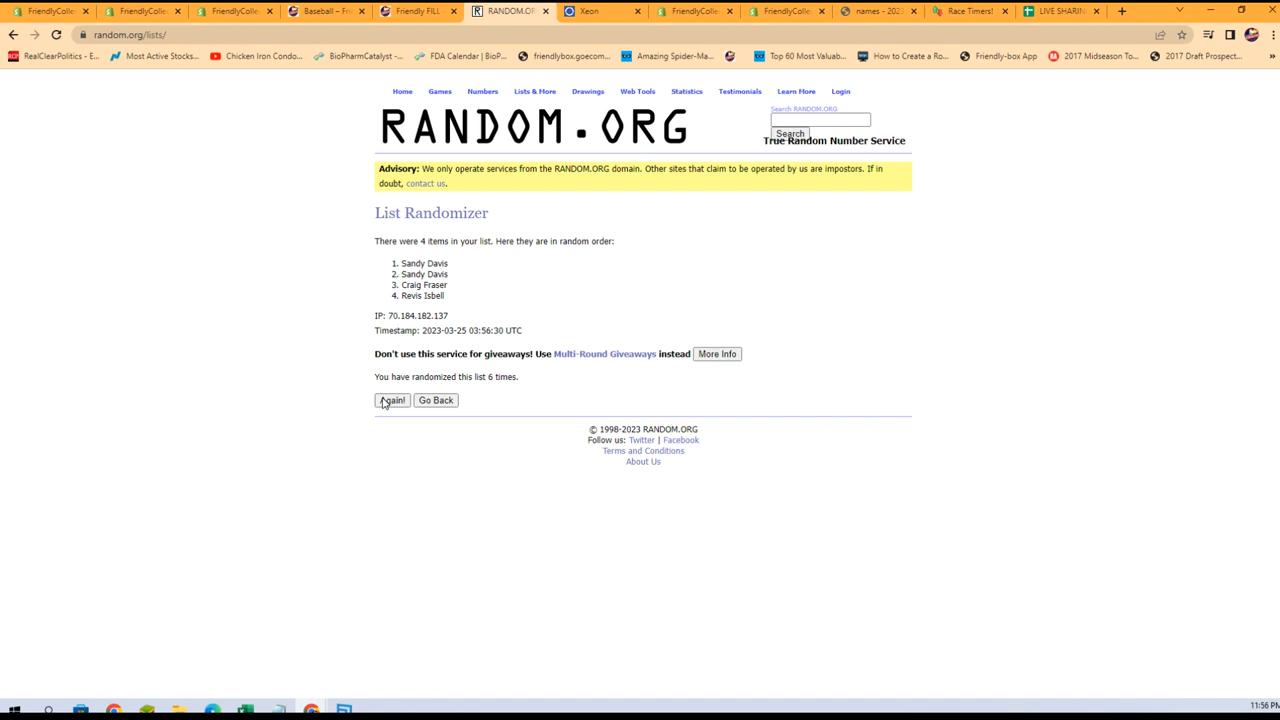 FriendlyColle
FriendlyColle
FriendlyColle
Baseball – Fri
Friendly FILL
RANDOM.OR
Xeon
FriendlyColle
FriendlyColle
names - 2023
Race Timers!
LIVE SHARIN
random.org/lists/
RealClearPolitics - E...
Most Active Stocks...
Chicken Iron Condo...
BioPharmCatalyst -...
FDA Calendar | BioP...
friendlybox.goecom...
Amazing Spider-Ma...
Top 60 Most Valuab...
How to Create a Ro...
Friendly-box App
2017 Midseason To...
2017 Draft Prospect...
»
Home Games Numbers Lists & More Drawings Web Tools Statistics Testimonials Learn More Login
RANDOM.ORG
Search RANDOM.ORG
Search
True Random Number Service
Advisory: We only operate services from the RANDOM.ORG domain. Other sites that claim to be operated by us are impostors. If in
doubt, contact us.
List Randomizer
There were 4 items in your list. Here they are in random order:
1. Sandy Davis
2. Sandy Davis
3. Craig Fraser
4. Revis Isbell
IP: 70.184.182.137
Timestamp: 2023-03-25 03:56:30 UTC
Don't use this service for giveaways! Use Multi-Round Giveaways instead More Info
You have randomized this list 6 times.
Again! Go Back
© 1998-2023 RANDOM.ORG
Follow us: Twitter | Facebook
Terms and Conditions
About Us
11:56 PM